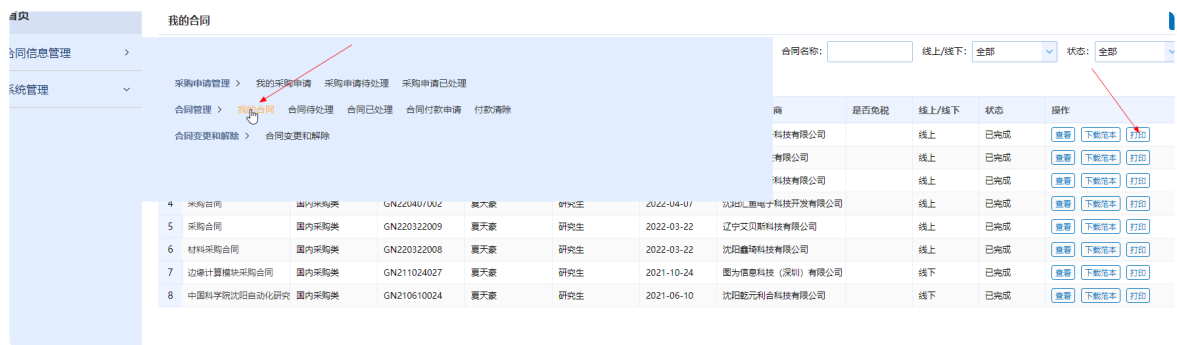 首页
我的合同
合同信息管理
合同名称:
线上/线下: 全部
状态: 全部
系统管理
采购申请管理 > 我的采购申请 采购申请待处理 采购申请已处理
合同管理 > 我的合同 合同待处理 合同已处理 合同付款申请 付款清除
合同变更和解除 > 合同变更和解除
商 是否免税 线上/线下 状态 操作
科技有限公司 线上 已完成 查看 下载范本 打印
有限公司 线上 已完成 查看 下载范本 打印
科技有限公司 线上 已完成 查看 下载范本 打印
4 采购合同 国内采购类 GN220407002 夏天豪 研究生 2022-04-07 沈阳汇鱼电子科技开发有限公司 线上 已完成 查看 下载范本 打印
5 采购合同 国内采购类 GN220322009 夏天豪 研究生 2022-03-22 辽宁艾贝斯科技有限公司 线上 已完成 查看 下载范本 打印
6 材料采购合同 国内采购类 GN220322008 夏天豪 研究生 2022-03-22 沈阳鑫琦科技有限公司 线上 已完成 查看 下载范本 打印
7 边缘计算模块采购合同 国内采购类 GN211024027 夏天豪 研究生 2021-10-24 图为信息科技（深圳）有限公司 线下 已完成 查看 下载范本 打印
8 中国科学院沈阳自动化研究 国内采购类 GN210610024 夏天豪 研究生 2021-06-10 沈阳乾元利合科技有限公司 线下 已完成 查看 下载范本 打印